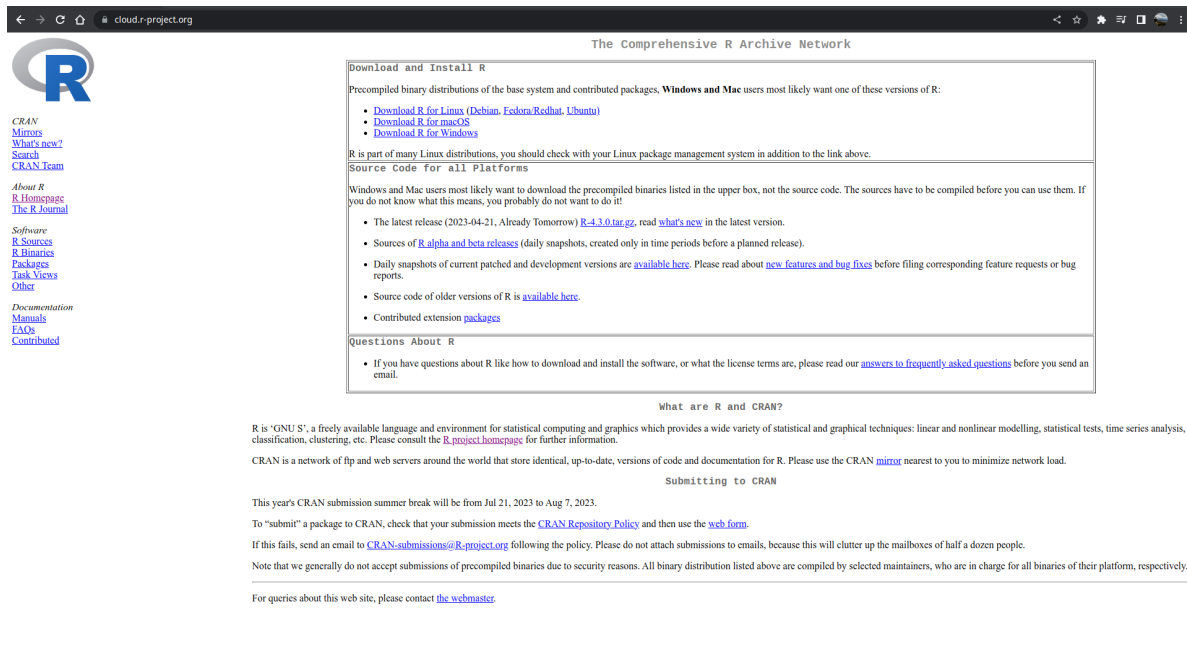 cloud.r-project.org
R
CRAN
Mirrors
What's new?
Search
CRAN Team
About R
R Homepage
The R Journal
Software
R Sources
R Binaries
Packages
Task Views
Other
Documentation
Manuals
FAQs
Contributed
The Comprehensive R Archive Network
Download and Install R
Precompiled binary distributions of the base system and contributed packages, Windows and Mac users most likely want one of these versions of R:
• Download R for Linux (Debian, Fedora/Redhat, Ubuntu)
• Download R for macOS
• Download R for Windows
R is part of many Linux distributions, you should check with your Linux package management system in addition to the link above.
Source Code for all Platforms
Windows and Mac users most likely want to download the precompiled binaries listed in the upper box, not the source code. The sources have to be compiled before you can use them. If
you do not know what this means, you probably do not want to do it!
• The latest release (2023-04-21, Already Tomorrow) R-4.3.0.tar.gz, read what's new in the latest version.
• Sources of R alpha and beta releases (daily snapshots, created only in time periods before a planned release).
• Daily snapshots of current patched and development versions are available here. Please read about new features and bug fixes before filing corresponding feature requests or bug
reports.
• Source code of older versions of R is available here.
• Contributed extension packages
Questions About R
• If you have questions about R like how to download and install the software, or what the license terms are, please read our answers to frequently asked questions before you send an
email.
What are R and CRAN?
R is ‘GNU S’, a freely available language and environment for statistical computing and graphics which provides a wide variety of statistical and graphical techniques: linear and nonlinear modelling, statistical tests, time series analysis,
classification, clustering, etc. Please consult the R project homepage for further information.
CRAN is a network of ftp and web servers around the world that store identical, up-to-date, versions of code and documentation for R. Please use the CRAN mirror nearest to you to minimize network load.
Submitting to CRAN
This year's CRAN submission summer break will be from Jul 21, 2023 to Aug 7, 2023.
To “submit” a package to CRAN, check that your submission meets the CRAN Repository Policy and then use the web form.
If this fails, send an email to CRAN-submissions@R-project.org following the policy. Please do not attach submissions to emails, because this will clutter up the mailboxes of half a dozen people.
Note that we generally do not accept submissions of precompiled binaries due to security reasons. All binary distribution listed above are compiled by selected maintainers, who are in charge for all binaries of their platform, respectively.
For queries about this web site, please contact the webmaster.